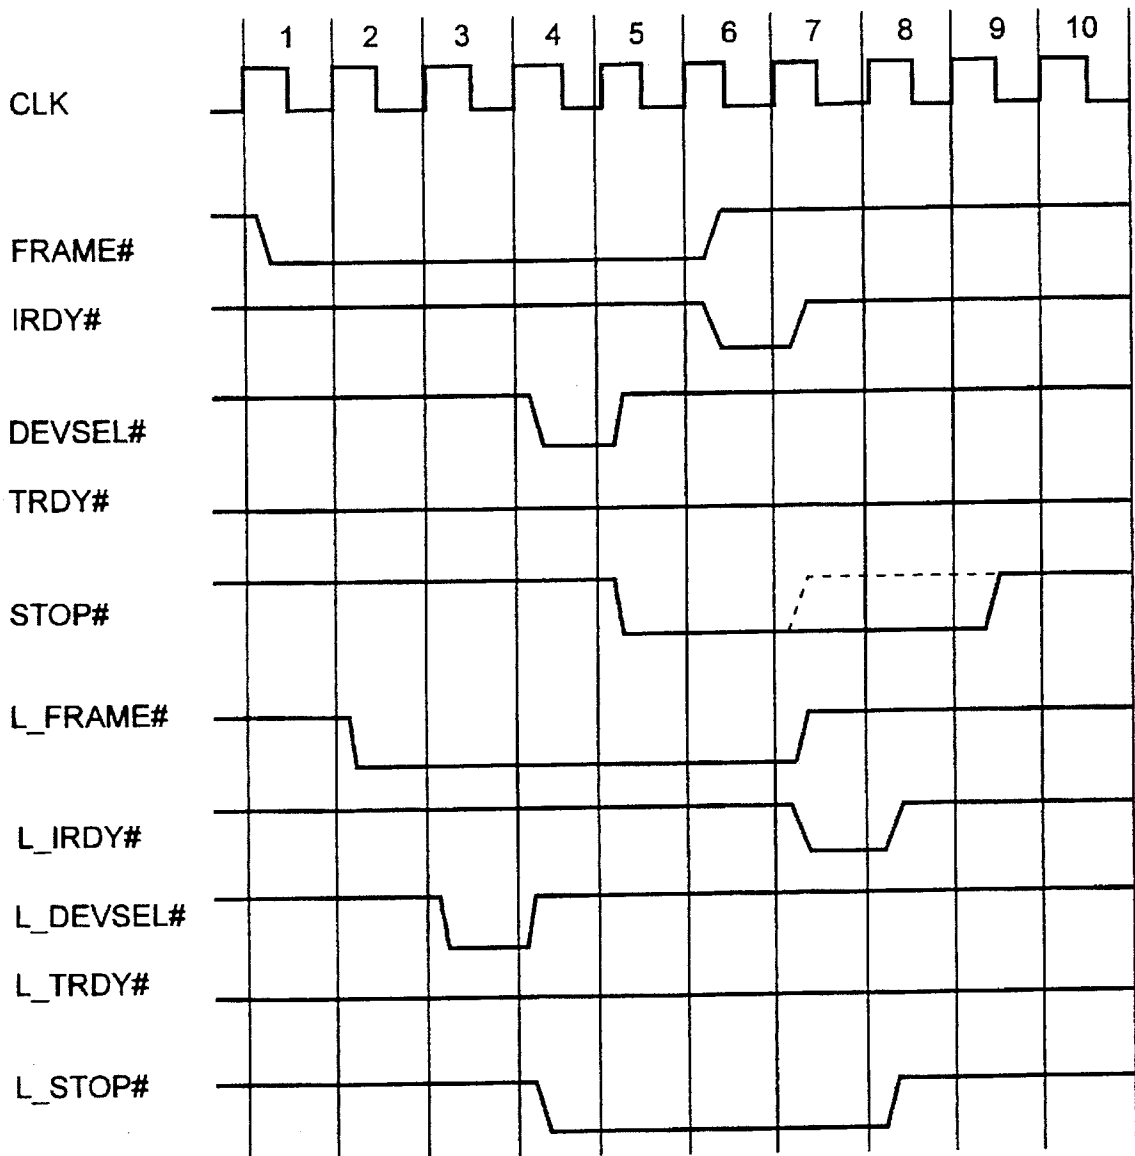 1 2 3 4 5 6 7 8 9 10
CLK
FRAME#
IRDY#
DEVSEL#
TRDY#
STOP#
L_FRAME#
L_IRDY#
L_DEVSEL#
L_TRDY#
L_STOP#